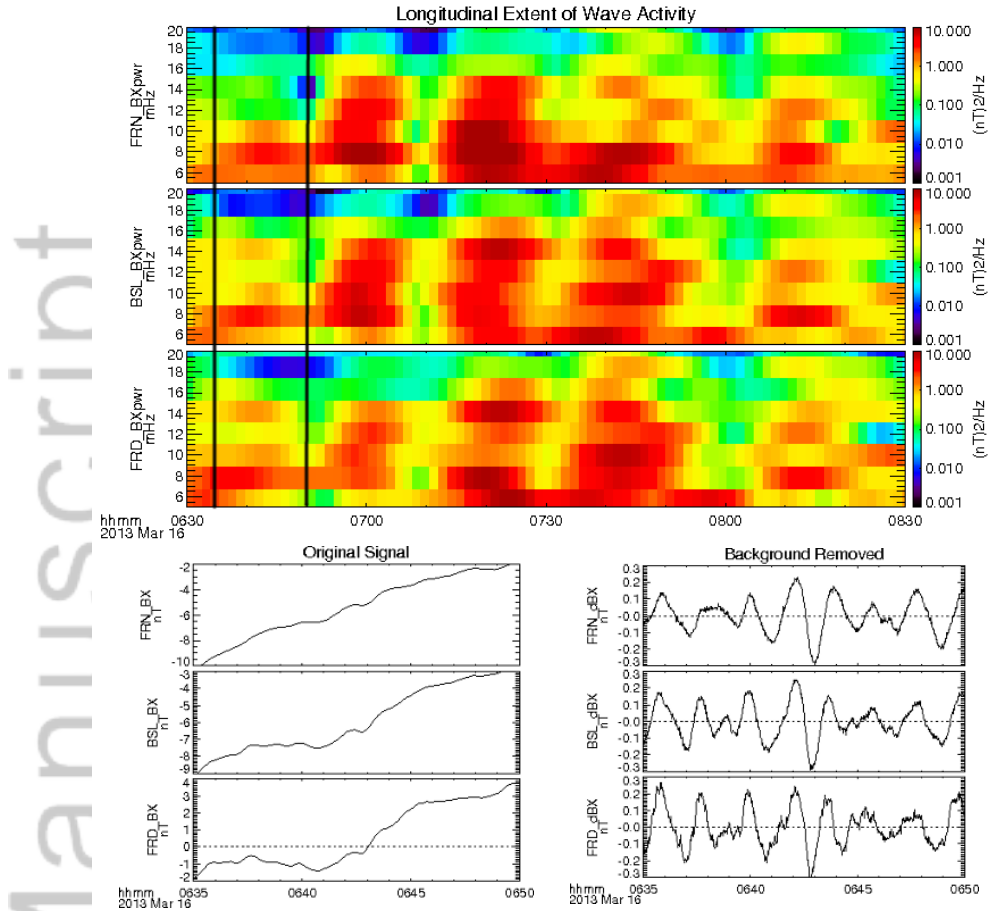 Longitudinal Extent of Wave Activity
20
18
16
14
12
10
8
6
FRN_BXpwr
mHz
10.000
1.000
0.100
0.010
0.001
(nT)2/Hz
20
18
16
14
12
10
8
6
BSL_BXpwr
mHz
10.000
1.000
0.100
0.010
0.001
(nT)2/Hz
20
18
16
14
12
10
8
6
FRD_BXpwr
mHz
10.000
1.000
0.100
0.010
0.001
(nT)2/Hz
hhmm
2013 Mar 16
0630 0700 0730 0800 0830
Original Signal
-2
-4
-6
-8
-10
FRN_BX
nT
-3
-4
-5
-6
-7
-8
-9
BSL_BX
nT
4
3
2
1
0
-1
-2
FRD_BX
nT
hhmm
2013 Mar 16
0635 0640 0645 0650
Background Removed
0.3
0.2
0.1
-0.0
-0.1
-0.2
-0.3
FRN_dBX
nT
0.3
0.2
0.1
-0.0
-0.1
-0.2
-0.3
BSL_dBX
nT
0.3
0.2
0.1
-0.0
-0.1
-0.2
-0.3
FRD_dBX
nT
hhmm
2013 Mar 16
0635 0640 0645 0650
anuscript